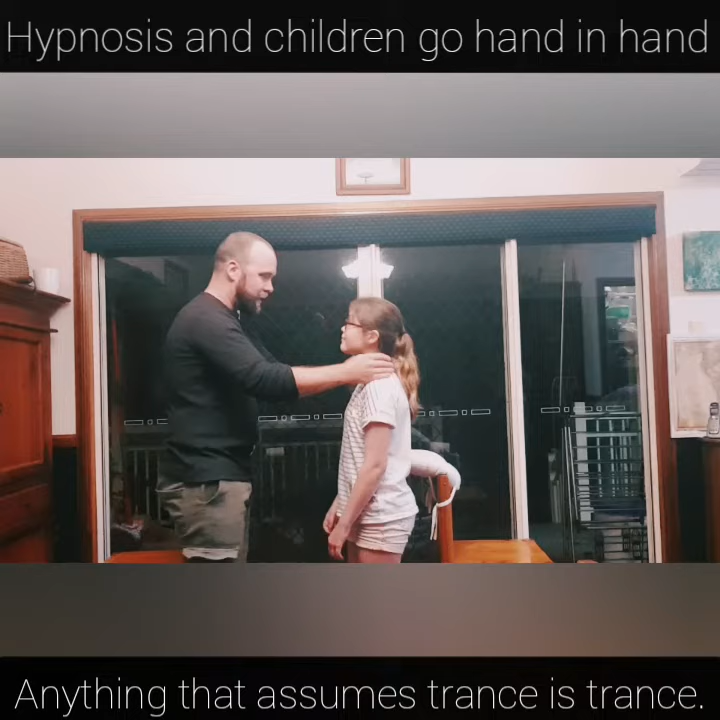 Hypnosis and children go hand in hand
Anything that assumes trance is trance.